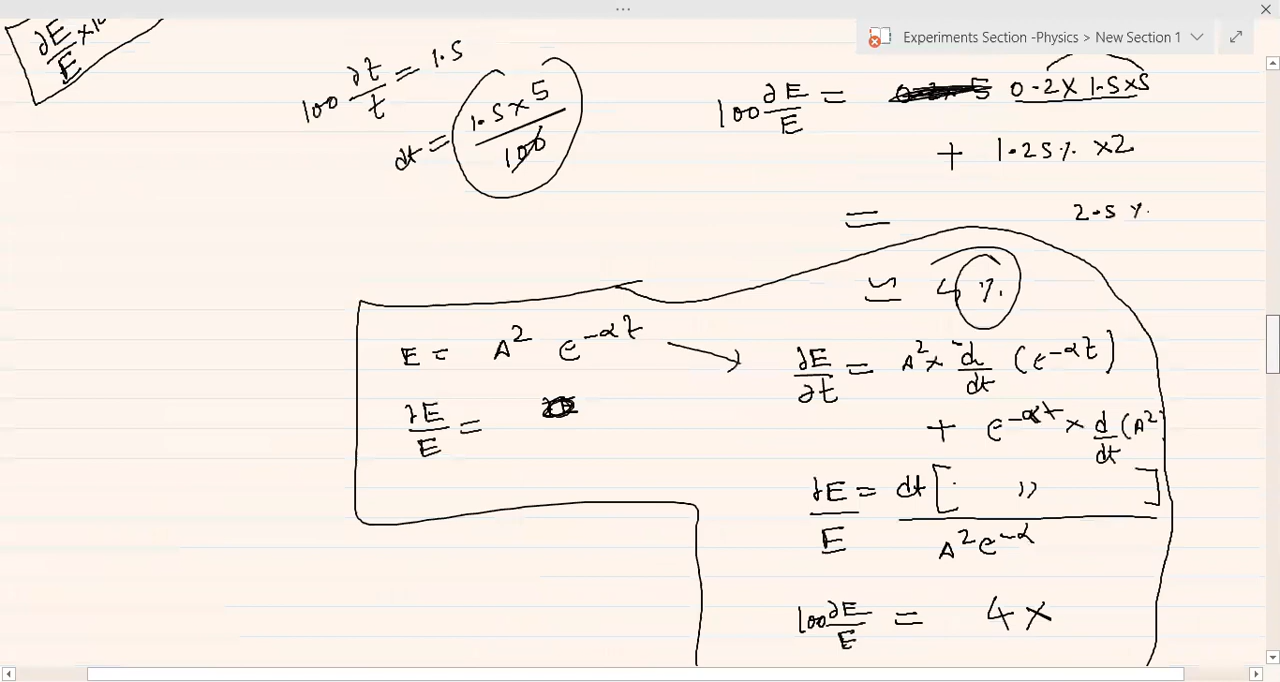 Experiments Section -Physics > New Section 1
∂E/E ×10
100 ∂t/t = 1.5
dt = 1.5 × 5 / 100
100 ∂E/E = 0.2 × 1.5 × 5
+ 1.25 % × 2
= 2.5 %
≃ 4 %
E = A² e^(-αt)
∂E/E =
∂E/∂t = A² × d/dt (e^(-αt))
+ e^(-αt) × d/dt (A²
∂E/E = dt [ " ] / A² e^(-α)
100 ∂E/E = 4 ×